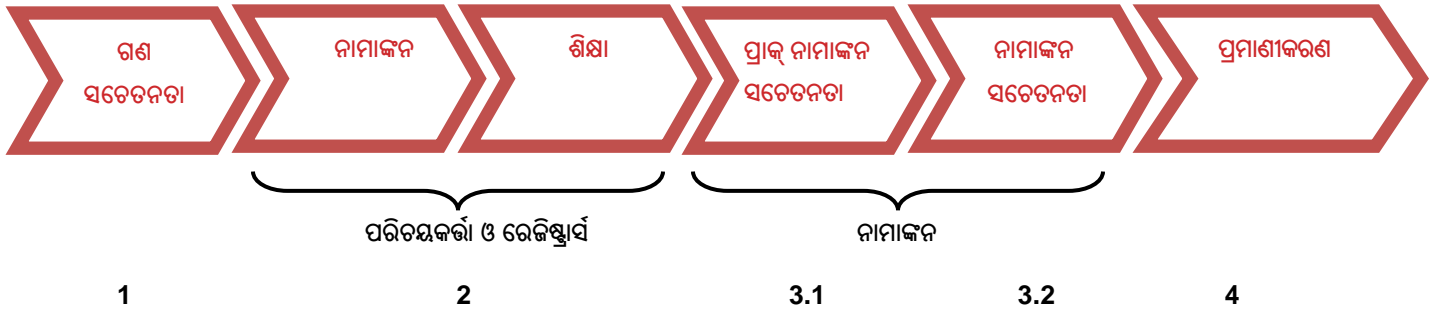 ଗଣ
ସଚେତନତା
ନାମାଙ୍କନ
ଶିକ୍ଷା
ପ୍ରାକ୍ ନାମାଙ୍କନ
ସଚେତନତା
ନାମାଙ୍କନ
ସଚେତନତା
ପ୍ରମାଣୀକରଣ
ପରିଚୟକର୍ତ୍ତା ଓ ରେଜିଷ୍ଟ୍ରାର୍ସ
ନାମାଙ୍କନ
1 2 3.1 3.2 4